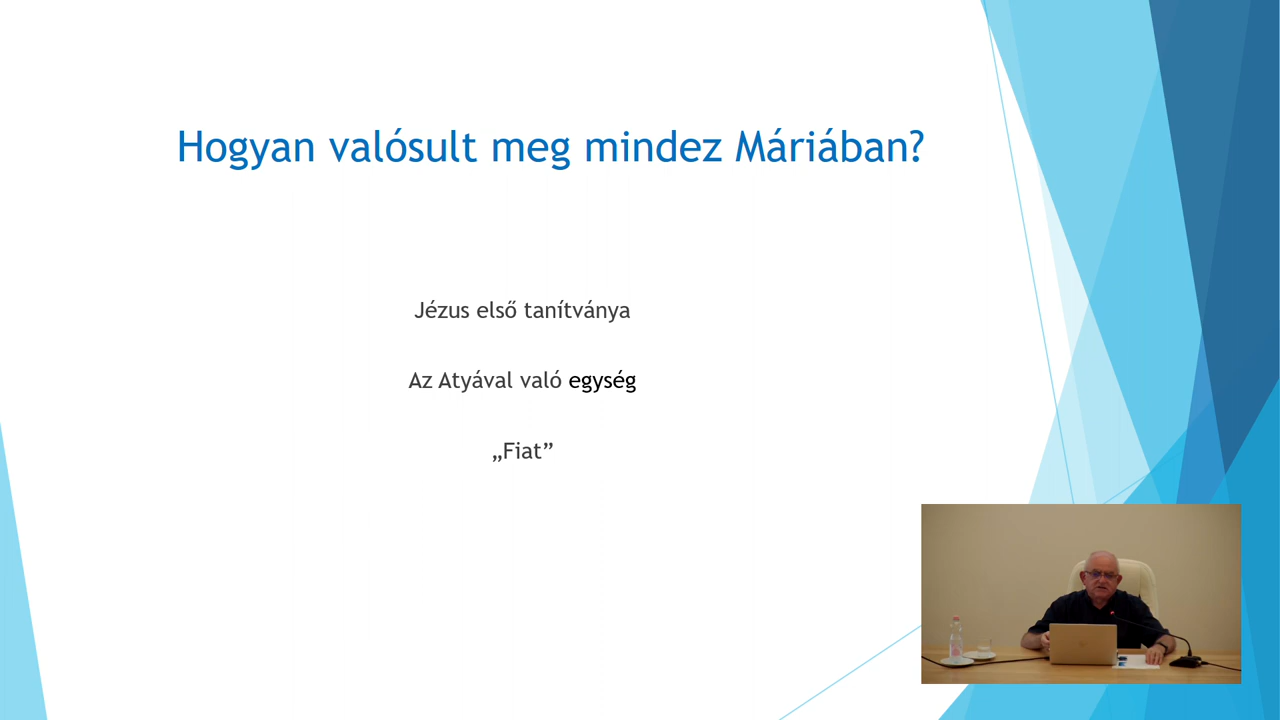 Hogyan valósult meg mindez Máriában?
Jézus első tanítványa
Az Atyával való egység
„Fiat”